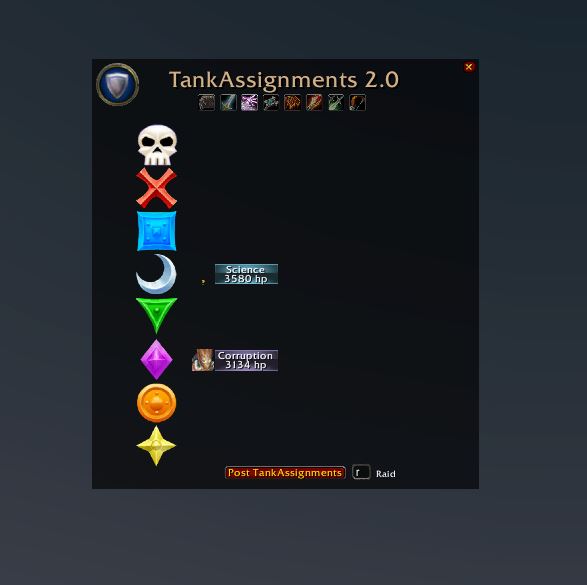 TankAssignments 2.0
Science
3580 hp
Corruption
3134 hp
Post TankAssignments r Raid